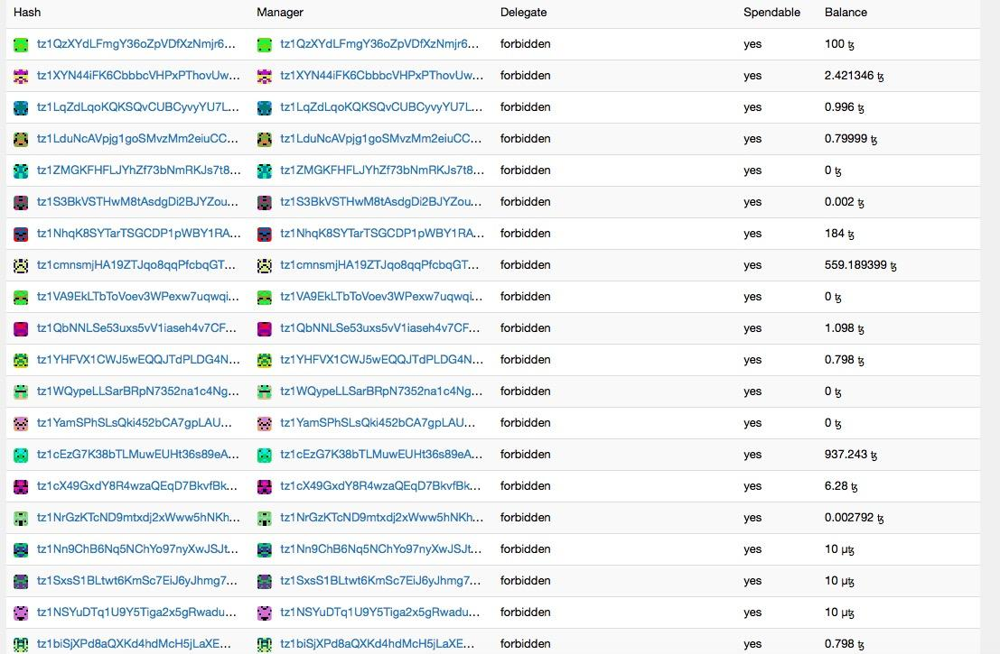 Hash Manager Delegate Spendable Balance
tz1QzXYdLFmgY36oZpVDfXzNmjr6... tz1QzXYdLFmgY36oZpVDfXzNmjr6... forbidden yes 100 ꜩ
tz1XYN44iFK6CbbbcVHPxPThovUw... tz1XYN44iFK6CbbbcVHPxPThovUw... forbidden yes 2.421346 ꜩ
tz1LqZdLqoKQKSQvCUBCyvyYU7L... tz1LqZdLqoKQKSQvCUBCyvyYU7L... forbidden yes 0.996 ꜩ
tz1LduNcAVpjg1goSMvzMm2eiuCC... tz1LduNcAVpjg1goSMvzMm2eiuCC... forbidden yes 0.79999 ꜩ
tz1ZMGKFHFLJYhZf73bNmRKJs7t8... tz1ZMGKFHFLJYhZf73bNmRKJs7t8... forbidden yes 0 ꜩ
tz1S3BkVSTHwM8tAsdgDi2BJYZou... tz1S3BkVSTHwM8tAsdgDi2BJYZou... forbidden yes 0.002 ꜩ
tz1NhqK8SYTarTSGCDP1pWBY1RA... tz1NhqK8SYTarTSGCDP1pWBY1RA... forbidden yes 184 ꜩ
tz1cmnsmjHA19ZTJqo8qqPfcbqGT... tz1cmnsmjHA19ZTJqo8qqPfcbqGT... forbidden yes 559.189399 ꜩ
tz1VA9EkLTbToVoev3WPexw7uqwqi... tz1VA9EkLTbToVoev3WPexw7uqwqi... forbidden yes 0 ꜩ
tz1QbNNLSe53uxs5vV1iaseh4v7CF... tz1QbNNLSe53uxs5vV1iaseh4v7CF... forbidden yes 1.098 ꜩ
tz1YHFVX1CWJ5wEQQJTdPLDG4N... tz1YHFVX1CWJ5wEQQJTdPLDG4N... forbidden yes 0.798 ꜩ
tz1WQypeLLSarBRpN7352na1c4Ng... tz1WQypeLLSarBRpN7352na1c4Ng... forbidden yes 0 ꜩ
tz1YamSPhSLsQki452bCA7gpLAU... tz1YamSPhSLsQki452bCA7gpLAU... forbidden yes 0 ꜩ
tz1cEzG7K38bTLMuwEUHt36s89eA... tz1cEzG7K38bTLMuwEUHt36s89eA... forbidden yes 937.243 ꜩ
tz1cX49GxdY8R4wzaQEqD7BkvfBk... tz1cX49GxdY8R4wzaQEqD7BkvfBk... forbidden yes 6.28 ꜩ
tz1NrGzKTcND9mtxdj2xWww5hNKh... tz1NrGzKTcND9mtxdj2xWww5hNKh... forbidden yes 0.002792 ꜩ
tz1Nn9ChB6Nq5NChYo97nyXwJSJt... tz1Nn9ChB6Nq5NChYo97nyXwJSJt... forbidden yes 10 μꜩ
tz1SxsS1BLtwt6KmSc7EiJ6yJhmg7... tz1SxsS1BLtwt6KmSc7EiJ6yJhmg7... forbidden yes 10 μꜩ
tz1NSYuDTq1U9Y5Tiga2x5gRwadu... tz1NSYuDTq1U9Y5Tiga2x5gRwadu... forbidden yes 10 μꜩ
tz1biSjXPd8aQXKd4hdMcH5jLaXE... tz1biSjXPd8aQXKd4hdMcH5jLaXE... forbidden yes 0.798 ꜩ